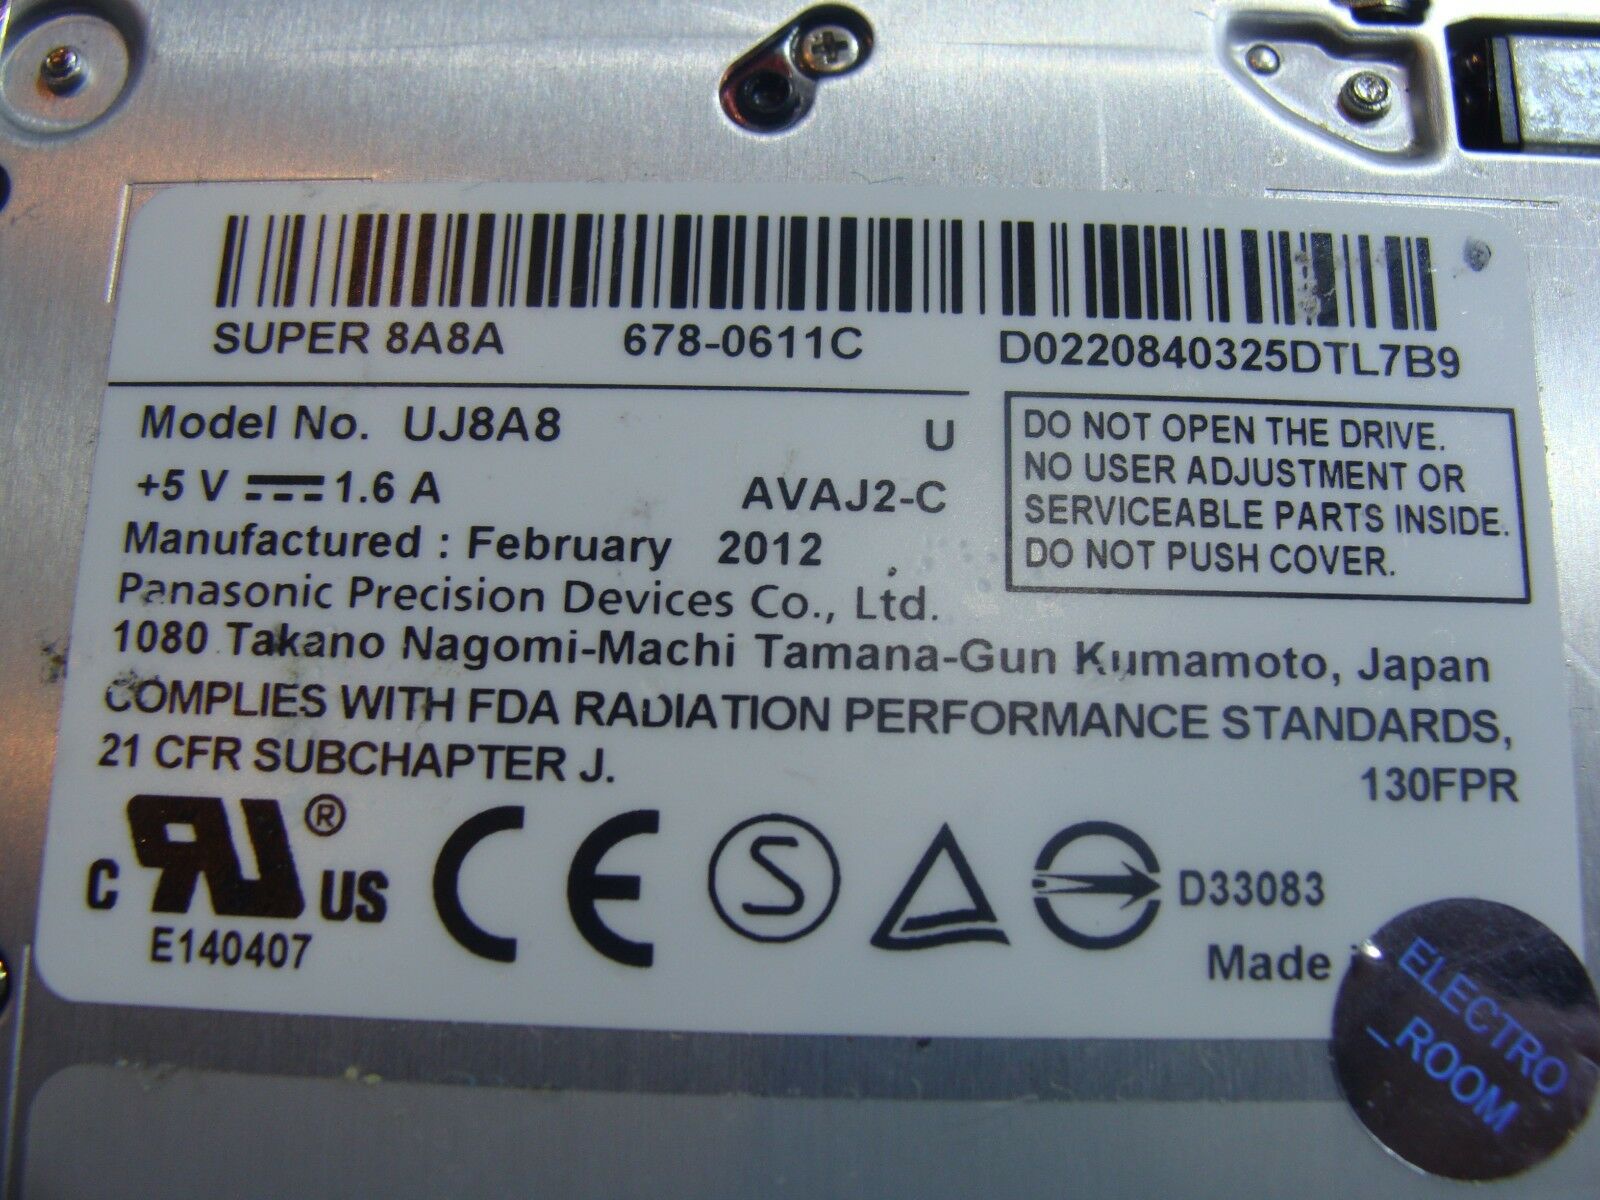 SUPER 8A8A 678-0611C D0220840325DTL7B9
Model No. UJ8A8 U
+5 V 1.6 A AVAJ2-C
Manufactured : February 2012
DO NOT OPEN THE DRIVE.
NO USER ADJUSTMENT OR
SERVICEABLE PARTS INSIDE.
DO NOT PUSH COVER.
Panasonic Precision Devices Co., Ltd.
1080 Takano Nagomi-Machi Tamana-Gun Kumamoto, Japan
COMPLIES WITH FDA RADIATION PERFORMANCE STANDARDS,
21 CFR SUBCHAPTER J.
130FPR
C RU ® US
E140407
CE
S
D33083
Made
ELECTRO
_ROOM